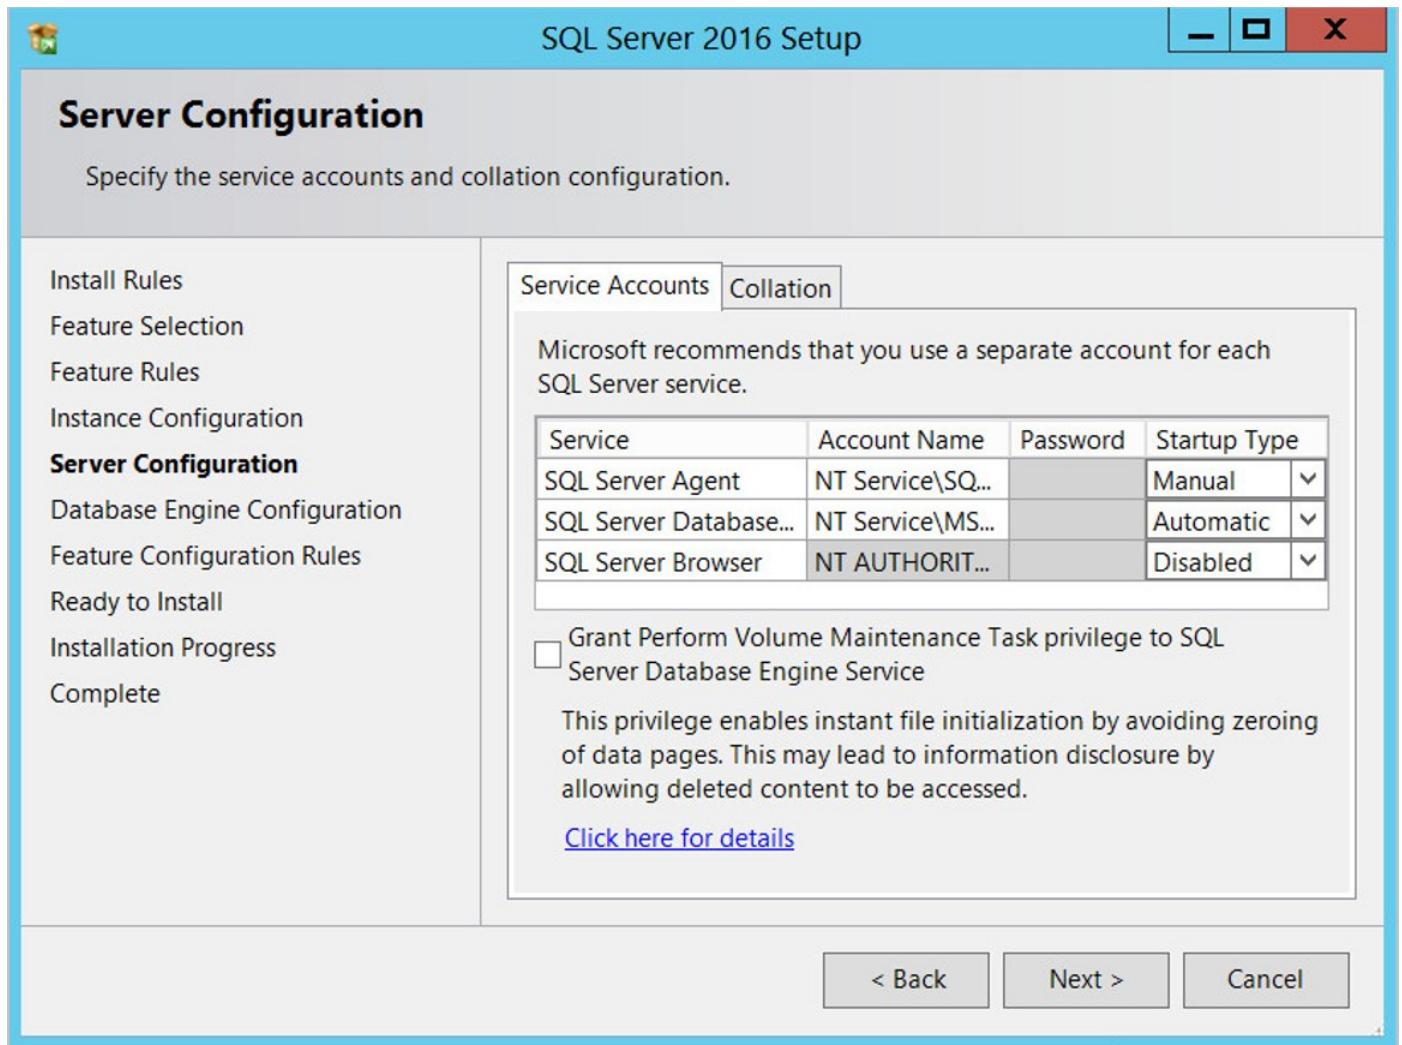 SQL Server 2016 Setup
Server Configuration
Specify the service accounts and collation configuration.
Install Rules
Feature Selection
Feature Rules
Instance Configuration
Server Configuration
Database Engine Configuration
Feature Configuration Rules
Ready to Install
Installation Progress
Complete
Service Accounts Collation
Microsoft recommends that you use a separate account for each
SQL Server service.
Service Account Name Password Startup Type
SQL Server Agent NT Service\SQ... Manual
SQL Server Database... NT Service\MS... Automatic
SQL Server Browser NT AUTHORIT... Disabled
Grant Perform Volume Maintenance Task privilege to SQL
Server Database Engine Service
This privilege enables instant file initialization by avoiding zeroing
of data pages. This may lead to information disclosure by
allowing deleted content to be accessed.
Click here for details
< Back Next > Cancel